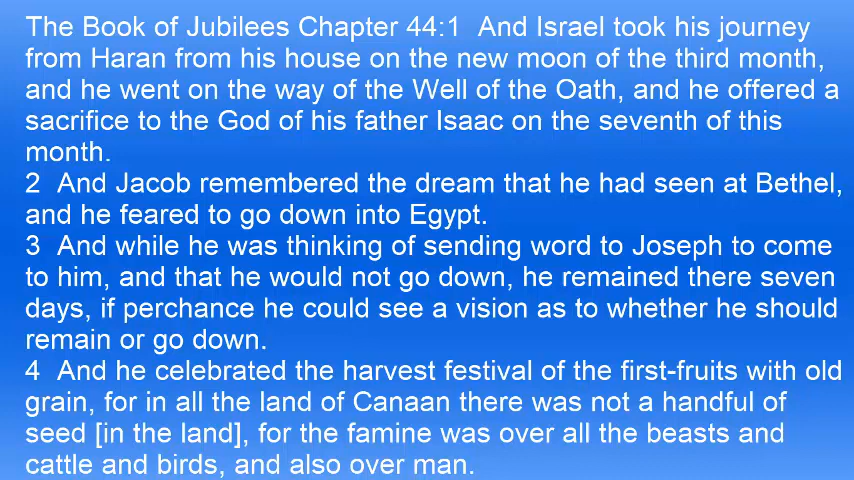 The Book of Jubilees Chapter 44:1  And Israel took his journey
from Haran from his house on the new moon of the third month,
and he went on the way of the Well of the Oath, and he offered a
sacrifice to the God of his father Isaac on the seventh of this
month.
2  And Jacob remembered the dream that he had seen at Bethel,
and he feared to go down into Egypt.
3  And while he was thinking of sending word to Joseph to come
to him, and that he would not go down, he remained there seven
days, if perchance he could see a vision as to whether he should
remain or go down.
4  And he celebrated the harvest festival of the first-fruits with old
grain, for in all the land of Canaan there was not a handful of
seed [in the land], for the famine was over all the beasts and
cattle and birds, and also over man.